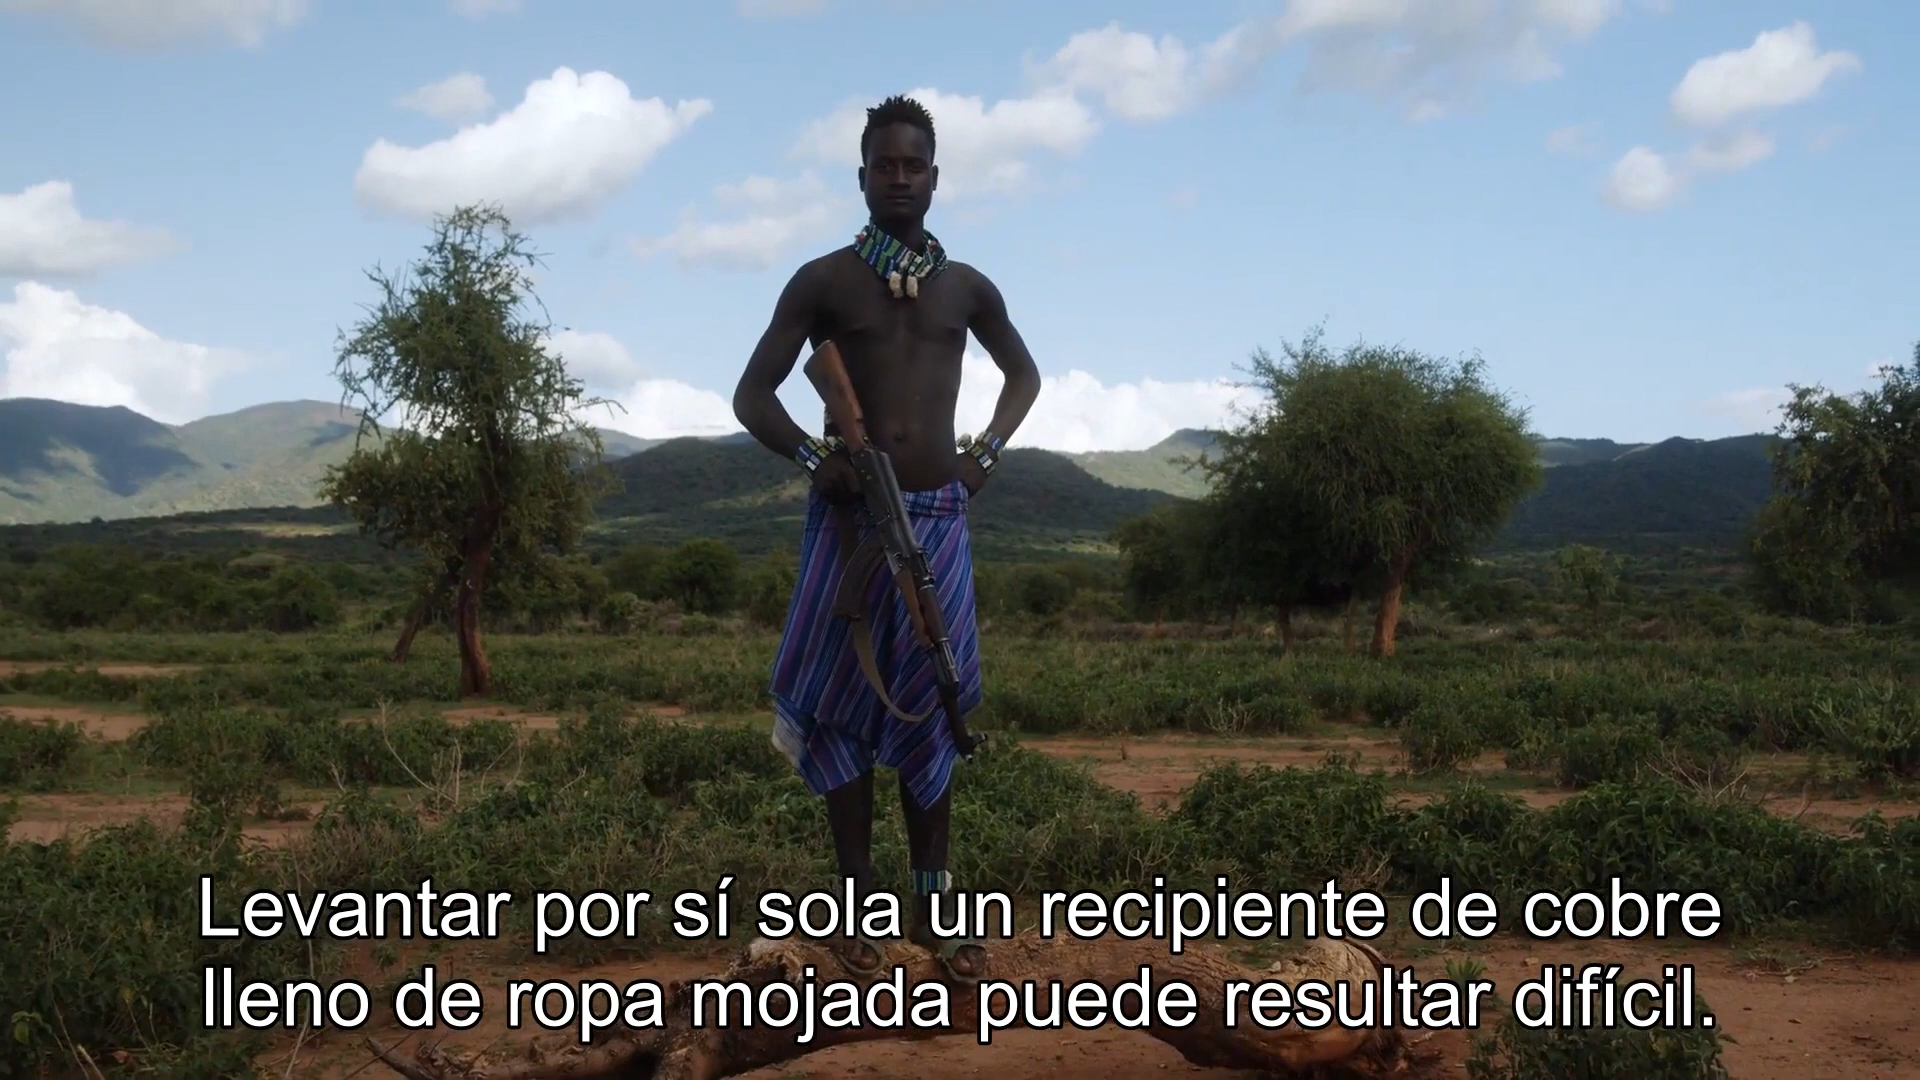 Levantar por sí sola un recipiente de cobre
lleno de ropa mojada puede resultar difícil.